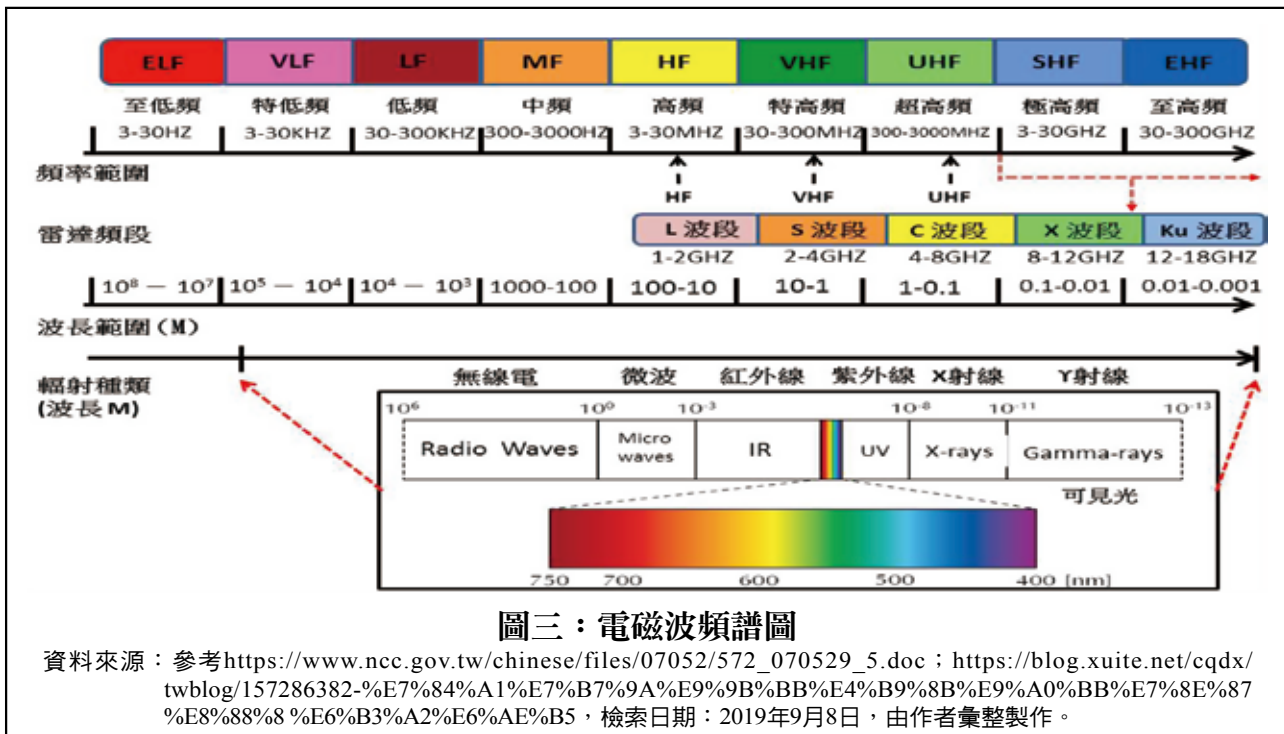 ELF VLF LF MF HF VHF UHF SHF EHF
至低頻 特低頻 低頻 中頻 高頻 特高頻 超高頻 極高頻 至高頻
3-30HZ 3-30KHZ 30-300KHZ 300-3000HZ 3-30MHZ 30-300MHZ 300-3000MHZ 3-30GHZ 30-300GHZ
頻率範圍
HF VHF UHF
雷達頻段 L 波段 S 波段 C 波段 X 波段 Ku 波段
1-2GHZ 2-4GHZ 4-8GHZ 8-12GHZ 12-18GHZ
10⁸ — 10⁷ 10⁵ — 10⁴ 10⁴ — 10³ 1000-100 100-10 10-1 1-0.1 0.1-0.01 0.01-0.001
波長範圍(M)
輻射種類 無線電 微波 紅外線 紫外線 X射線 Y射線
(波長M)
10⁶ 10⁰ 10⁻³ 10⁻⁸ 10⁻¹¹ 10⁻¹³
Radio Waves Micro waves IR UV X-rays Gamma-rays
可見光
750 700 600 500 400 [nm]
圖三：電磁波頻譜圖
資料來源：參考https://www.ncc.gov.tw/chinese/files/07052/572_070529_5.doc；https://blog.xuite.net/cqdx/
twblog/157286382-%E7%84%A1%E7%B7%9A%E9%9B%BB%E4%B9%8B%E9%A0%BB%E7%8E%87
%E8%88%8 %E6%B3%A2%E6%AE%B5，檢索日期：2019年9月8日，由作者彙整製作。